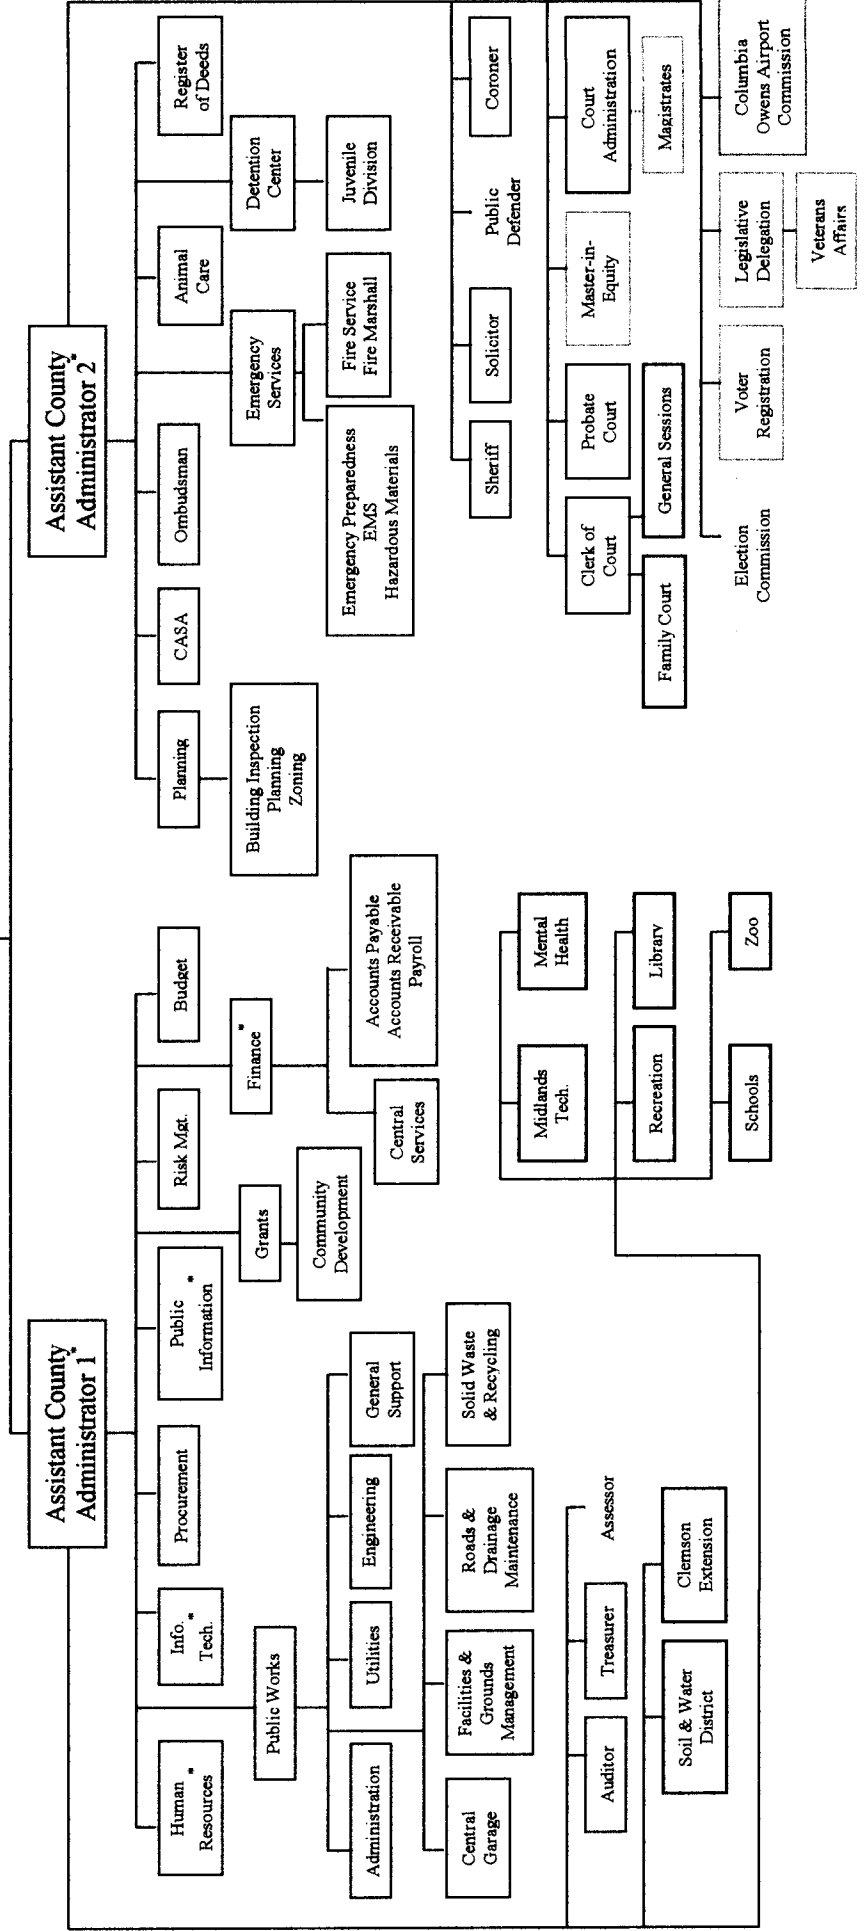 Assistant County
Administrator 1*
Assistant County
Administrator 2*
Human *
Resources
Info.
Tech. *
Procurement
Public *
Information
Risk Mgt.
Budget
Public Works
Grants
Finance*
Community
Development
Central
Services
Accounts Payable
Accounts Receivable
Payroll
Administration
Utilities
Engineering
General
Support
Central
Garage
Facilities &
Grounds
Management
Roads &
Drainage
Maintenance
Solid Waste
& Recycling
Auditor
Treasurer
Assessor
Soil & Water
District
Clemson
Extension
Midlands
Tech.
Mental
Health
Recreation
Library
Schools
Zoo
Planning
CASA
Ombudsman
Animal
Care
Register
of Deeds
Building Inspection
Planning
Zoning
Emergency
Services
Detention
Center
Emergency Preparedness
EMS
Hazardous Materials
Fire Service
Fire Marshall
Juvenile
Division
Sheriff
Solicitor
Public
Defender
Coroner
Clerk of
Court
Probate
Court
Master-in-
Equity
Court
Administration
Family Court
General Sessions
Magistrates
Election
Commission
Voter
Registration
Legislative
Delegation
Columbia
Owens Airport
Commission
Veterans
Affairs